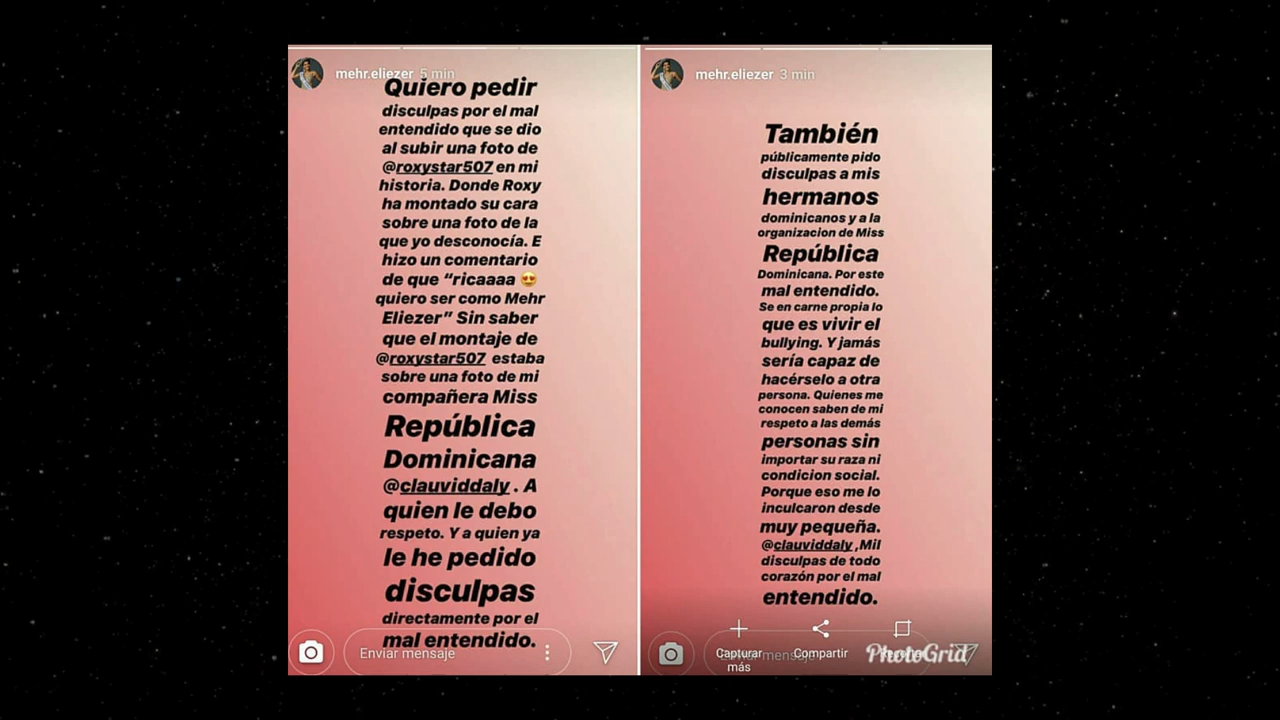 mehr.eliezer 5 min
Quiero pedir
disculpas por el mal
entendido que se dio
al subir una foto de
@roxystar507 en mi
historia. Donde Roxy
ha montado su cara
sobre una foto de la
que yo desconocía. E
hizo un comentario
de que “ricaaaa 😍
quiero ser como Mehr
Eliezer” Sin saber
que el montaje de
@roxystar507 estaba
sobre una foto de mi
compañera Miss
República
Dominicana
@clauviddaly . A
quien le debo
respeto. Y a quien ya
le he pedido
disculpas
directamente por el
mal entendido.
Enviar mensaje
mehr.eliezer 3 min
También
públicamente pido
disculpas a mis
hermanos
dominicanos y a la
organizacion de Miss
República
Dominicana. Por este
mal entendido.
Se en carne propia lo
que es vivir el
bullying. Y jamás
sería capaz de
hacérselo a otra
persona. Quienes me
conocen saben de mi
respeto a las demás
personas sin
importar su raza ni
condicion social.
Porque eso me lo
inculcaron desde
muy pequeña.
@clauviddaly ,Mil
disculpas de todo
corazón por el mal
entendido.
Enviar mensaje
Capturar
más
Compartir
PhotoGrid